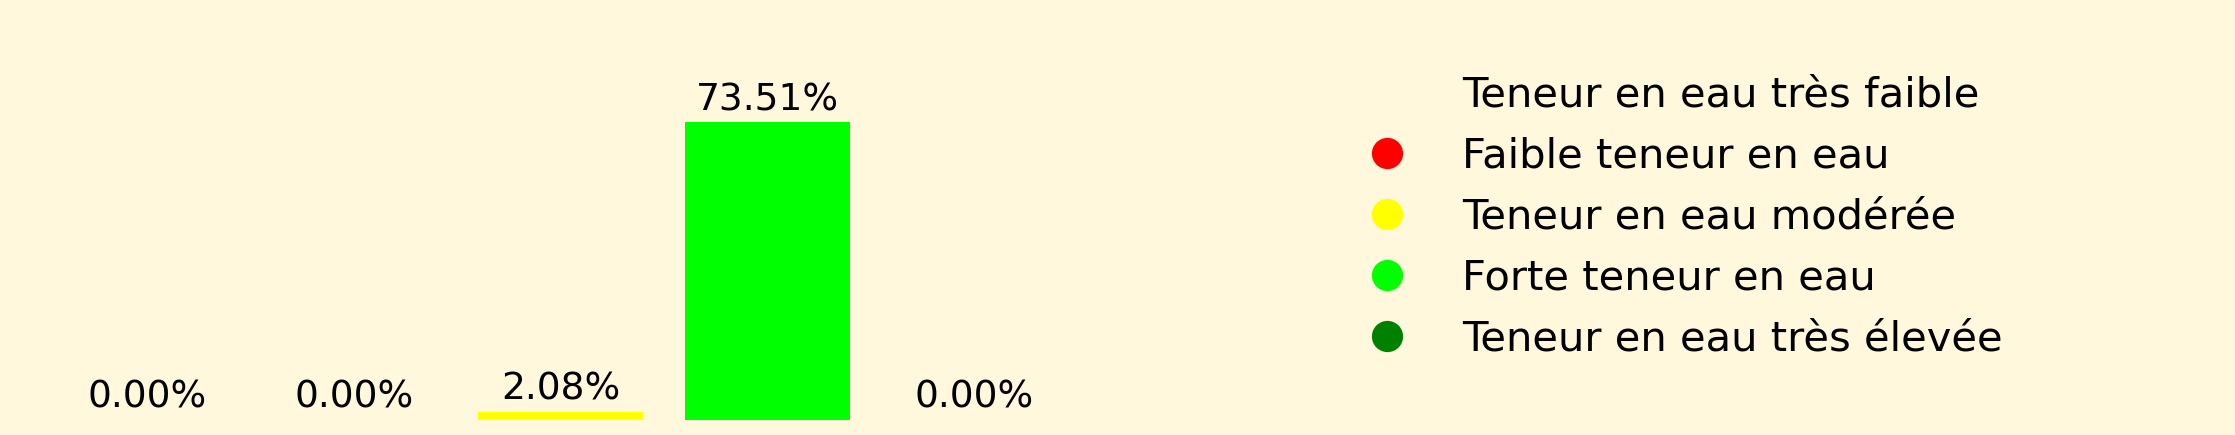 73.51%
2.08%
0.00%
0.00%
0.00%
Teneur en eau très faible
Faible teneur en eau
Teneur en eau modérée
Forte teneur en eau
Teneur en eau très élevée